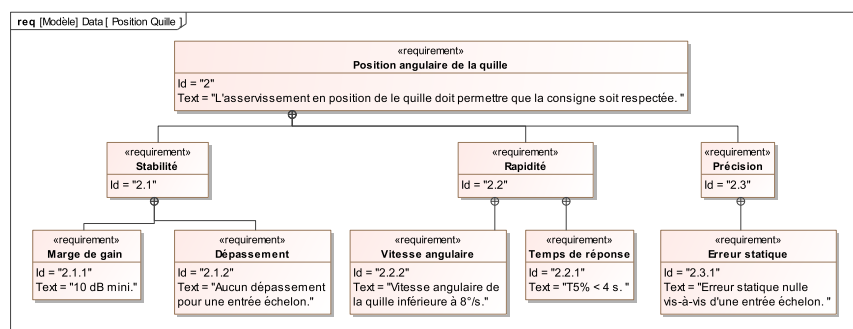 req [Modèle] Data [ Position Quille ]
«requirement»
Position angulaire de la quille
Id = "2"
Text = "L'asservissement en position de le quille doit permettre que la consigne soit respectée. "
«requirement»
Stabilité
Id = "2.1"
«requirement»
Rapidité
Id = "2.2"
«requirement»
Précision
Id = "2.3"
«requirement»
Marge de gain
Id = "2.1.1"
Text = "10 dB mini."
«requirement»
Dépassement
Id = "2.1.2"
Text = "Aucun dépassement
pour une entrée échelon."
«requirement»
Vitesse angulaire
Id = "2.2.2"
Text = "Vitesse angulaire de
la quille inférieure à 8°/s."
«requirement»
Temps de réponse
Id = "2.2.1"
Text = "T5% < 4 s. "
«requirement»
Erreur statique
Id = "2.3.1"
Text = "Erreur statique nulle
vis-à-vis d'une entrée échelon. "